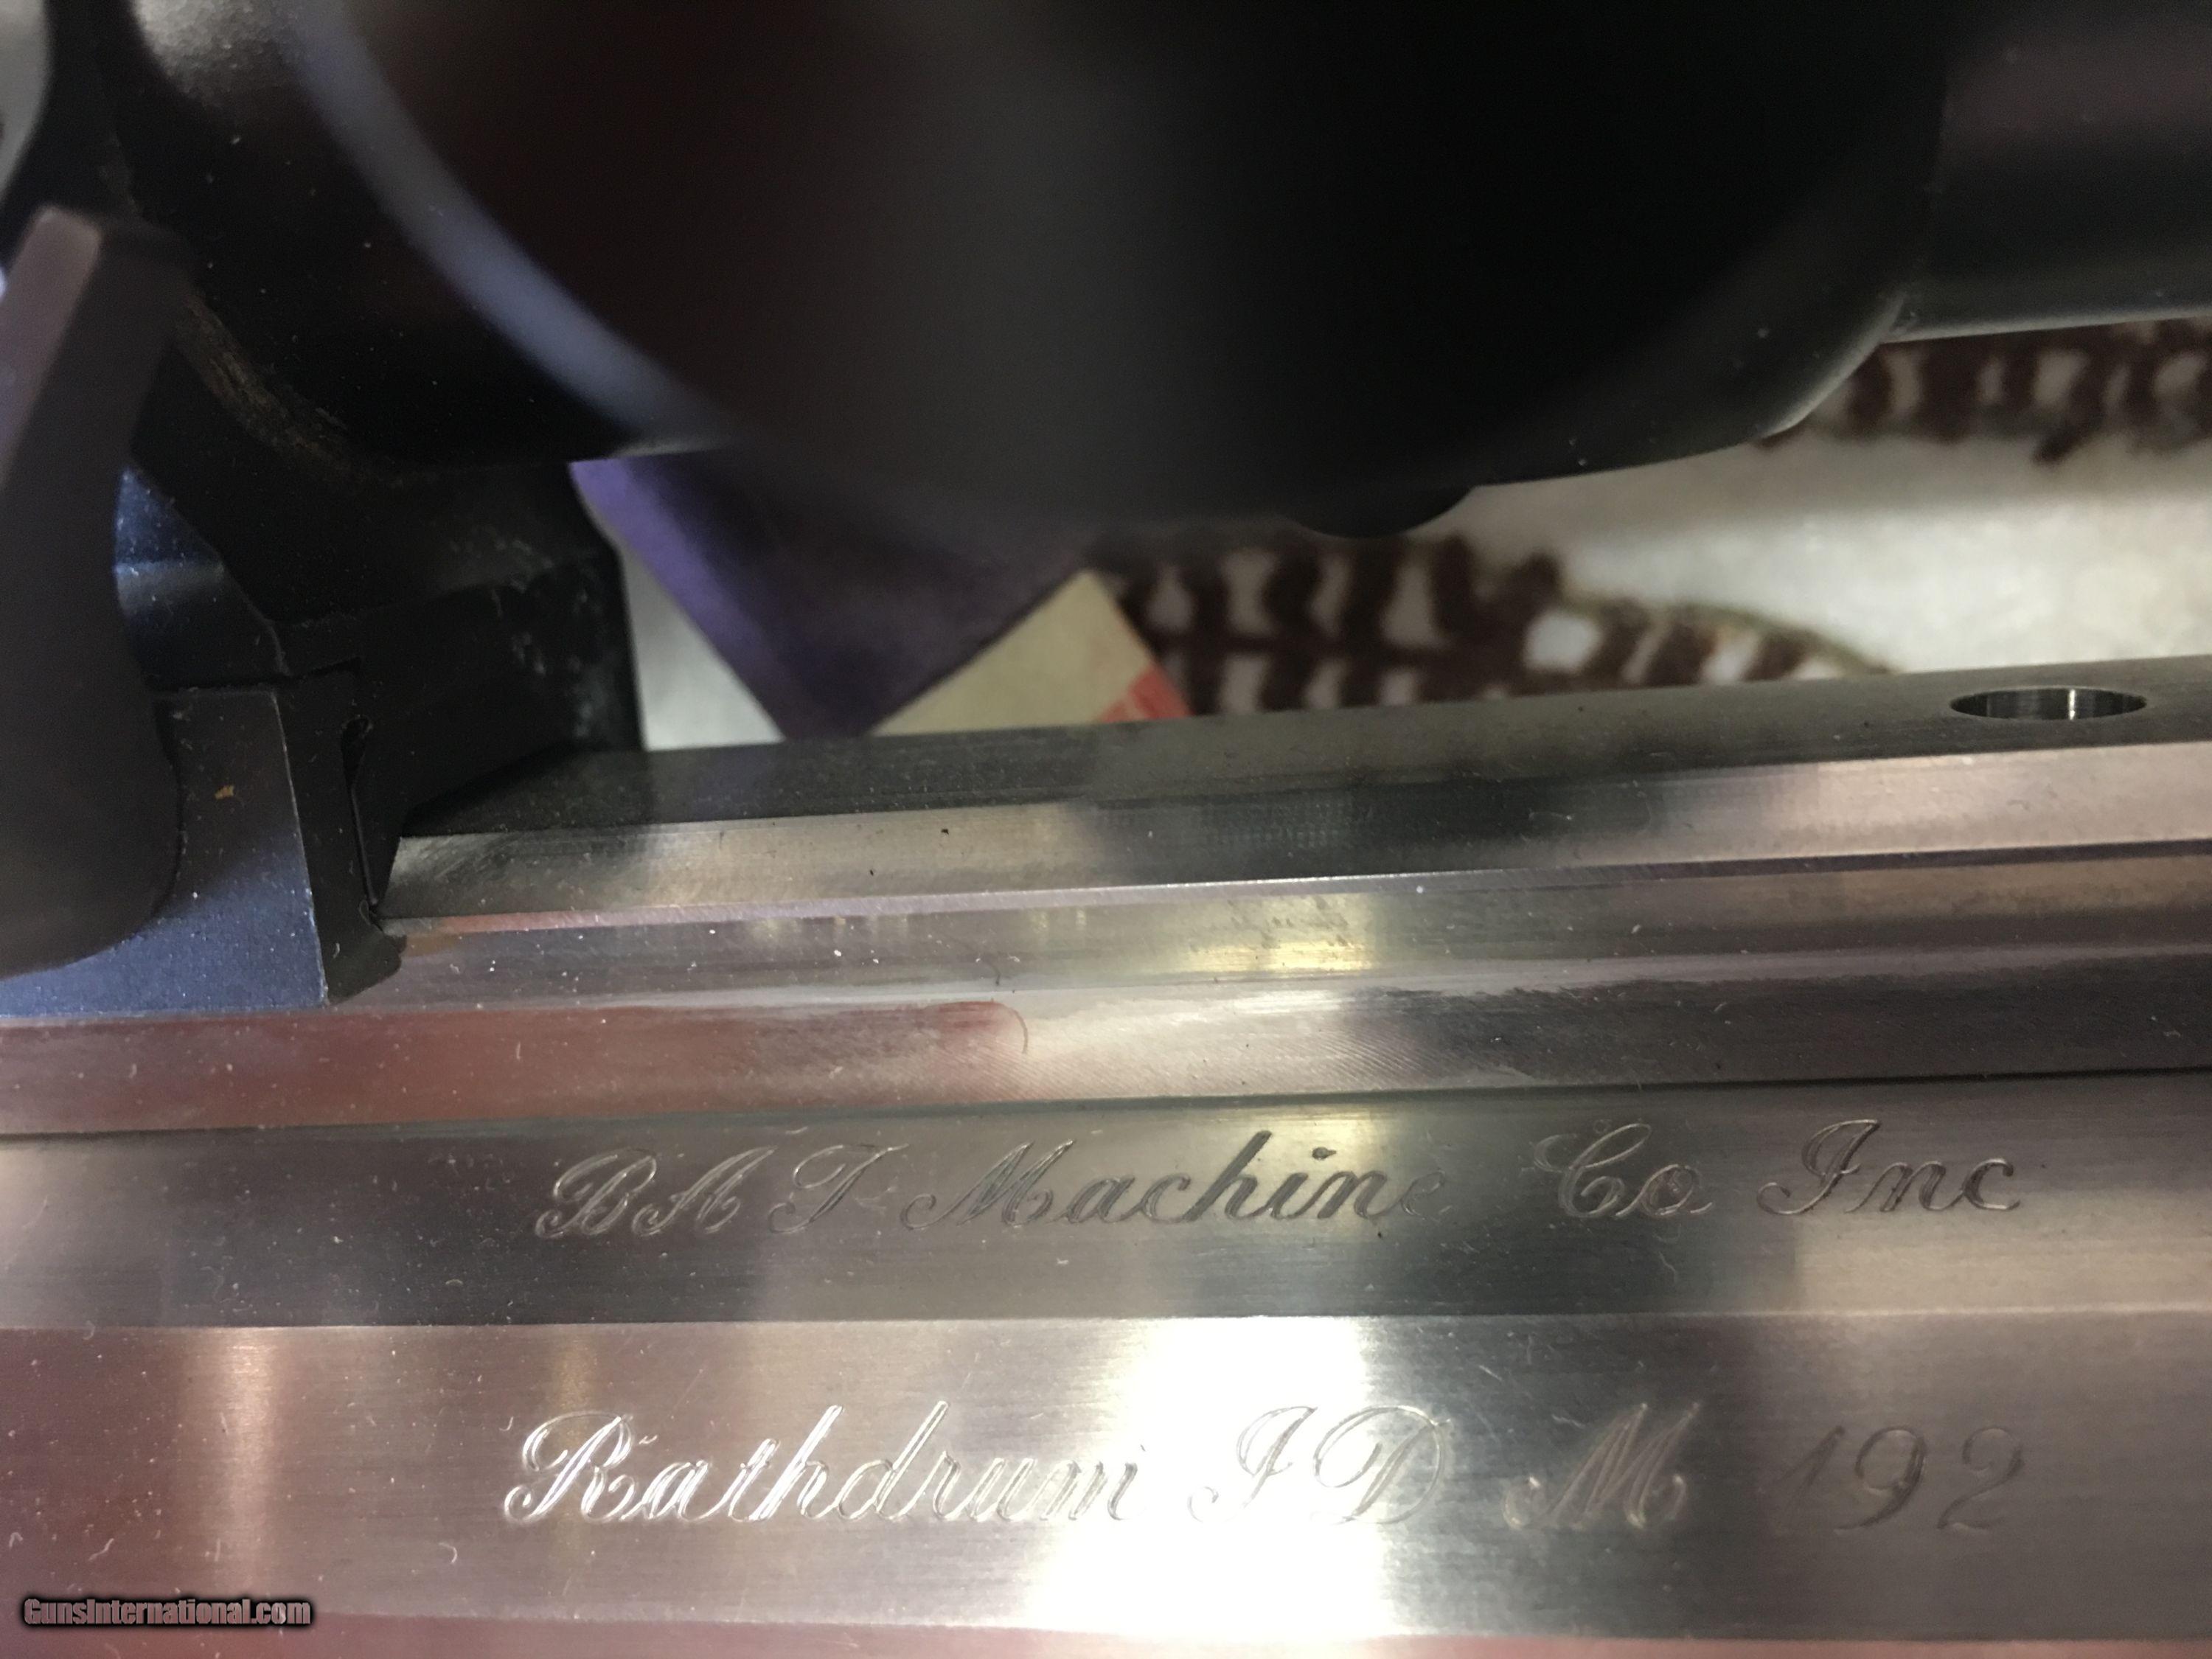 BAT Machine Co Inc
Rathdrum ID M 192
GunsInternational.com